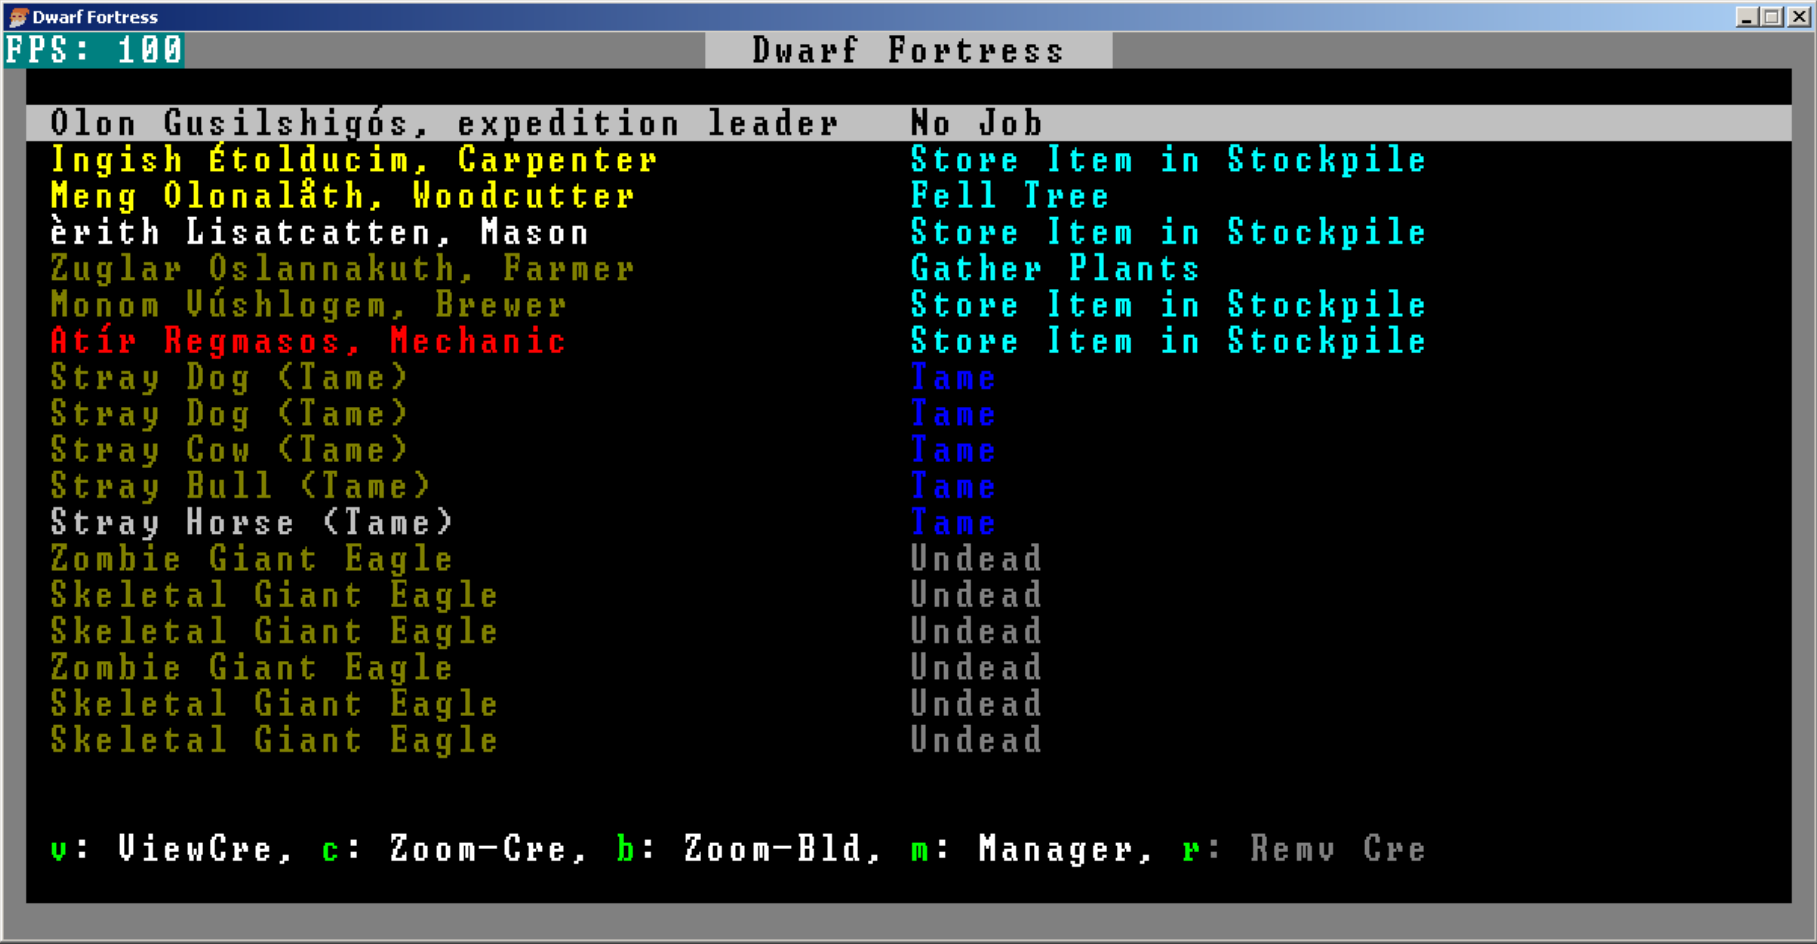 Dwarf Fortress
FPS: 100 Dwarf Fortress
Olon Gusilshigós, expedition leader No Job
Ingish Étolducim, Carpenter Store Item in Stockpile
Meng Olonalåth, Woodcutter Fell Tree
èrith Lisatcatten, Mason Store Item in Stockpile
Zuglar Oslannakuth, Farmer Gather Plants
Monom Vúshlogem, Brewer Store Item in Stockpile
Atír Regmasos, Mechanic Store Item in Stockpile
Stray Dog (Tame) Tame
Stray Dog (Tame) Tame
Stray Cow (Tame) Tame
Stray Bull (Tame) Tame
Stray Horse (Tame) Tame
Zombie Giant Eagle Undead
Skeletal Giant Eagle Undead
Skeletal Giant Eagle Undead
Zombie Giant Eagle Undead
Skeletal Giant Eagle Undead
Skeletal Giant Eagle Undead
v: ViewCre, c: Zoom-Cre, b: Zoom-Bld, m: Manager, r: Remv Cre